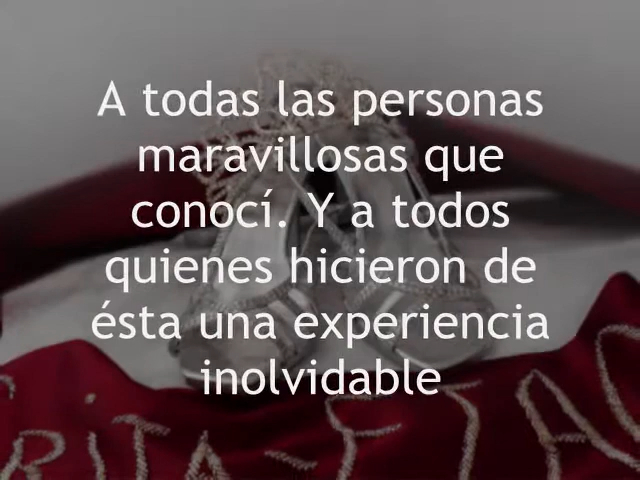 A todas las personas
maravillosas que
conocí. Y a todos
quienes hicieron de
ésta una experiencia
inolvidable